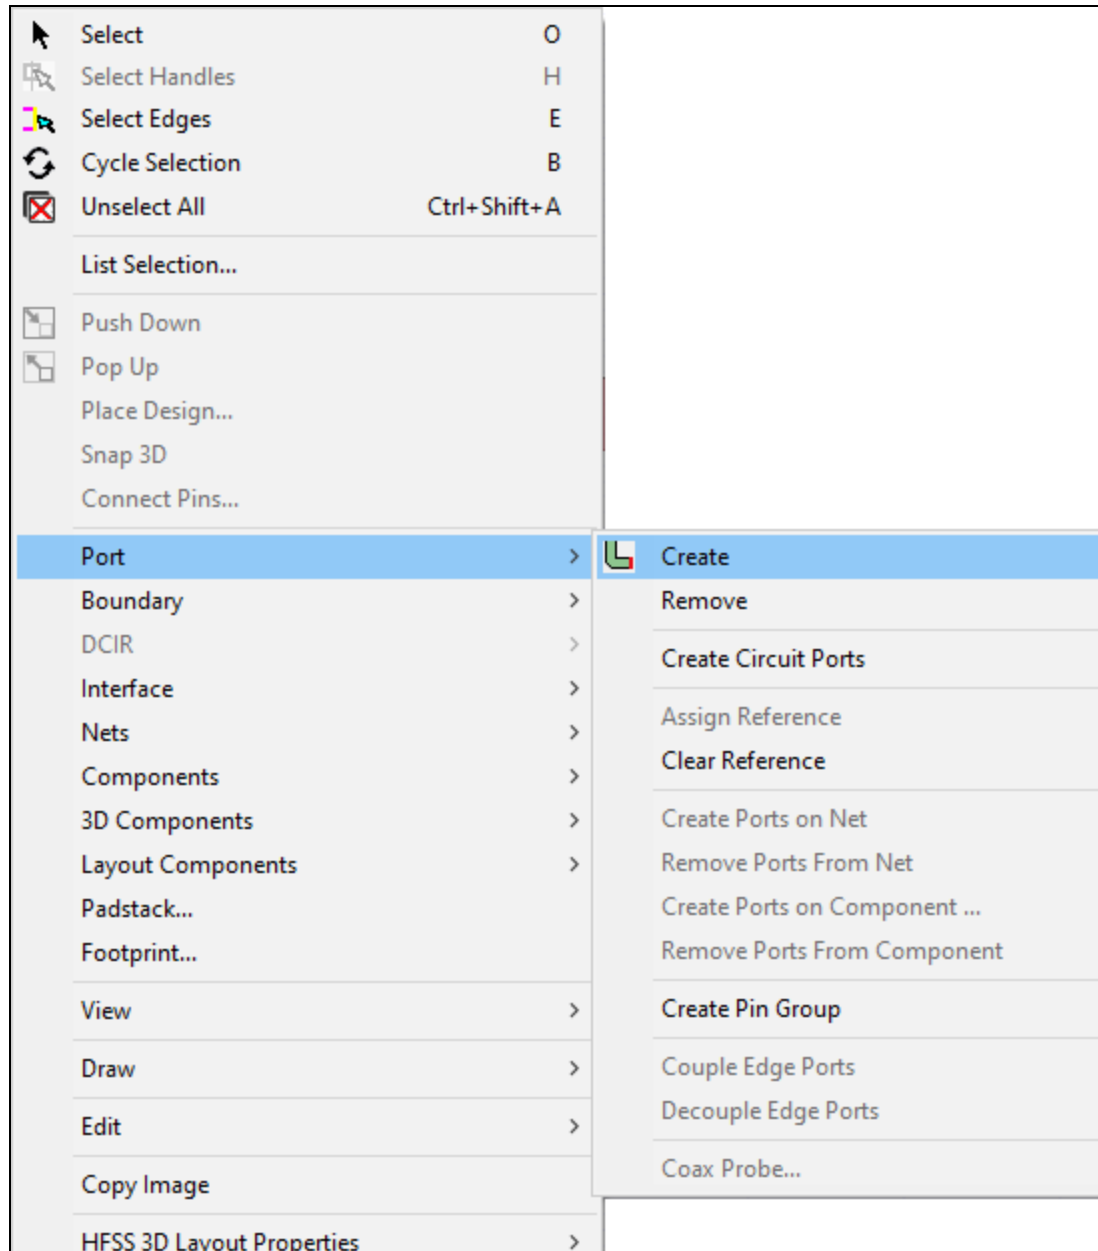 Select O
Select Handles H
Select Edges E
Cycle Selection B
Unselect All Ctrl+Shift+A
List Selection...
Push Down
Pop Up
Place Design...
Snap 3D
Connect Pins...
Port >
Boundary >
DCIR >
Interface >
Nets >
Components >
3D Components >
Layout Components >
Padstack...
Footprint...
View >
Draw >
Edit >
Copy Image
HFSS 3D Layout Properties >
Create
Remove
Create Circuit Ports
Assign Reference
Clear Reference
Create Ports on Net
Remove Ports From Net
Create Ports on Component ...
Remove Ports From Component
Create Pin Group
Couple Edge Ports
Decouple Edge Ports
Coax Probe...